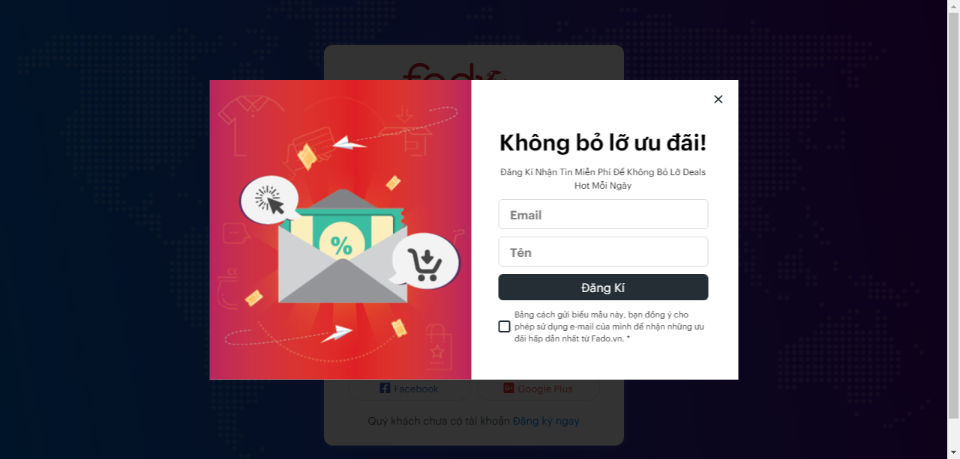 fado
Không bỏ lỡ ưu đãi!
Đăng Kí Nhận Tin Miễn Phí Để Không Bỏ Lỡ Deals
Hot Mỗi Ngày
Email
Tên
%
Đăng Kí
Bằng cách gửi biểu mẫu này, bạn đồng ý cho
phép sử dụng e-mail của mình để nhận những ưu
đãi hấp dẫn nhất từ Fado.vn. *
Facebook
Google Plus
Quý khách chưa có tài khoản Đăng ký ngay